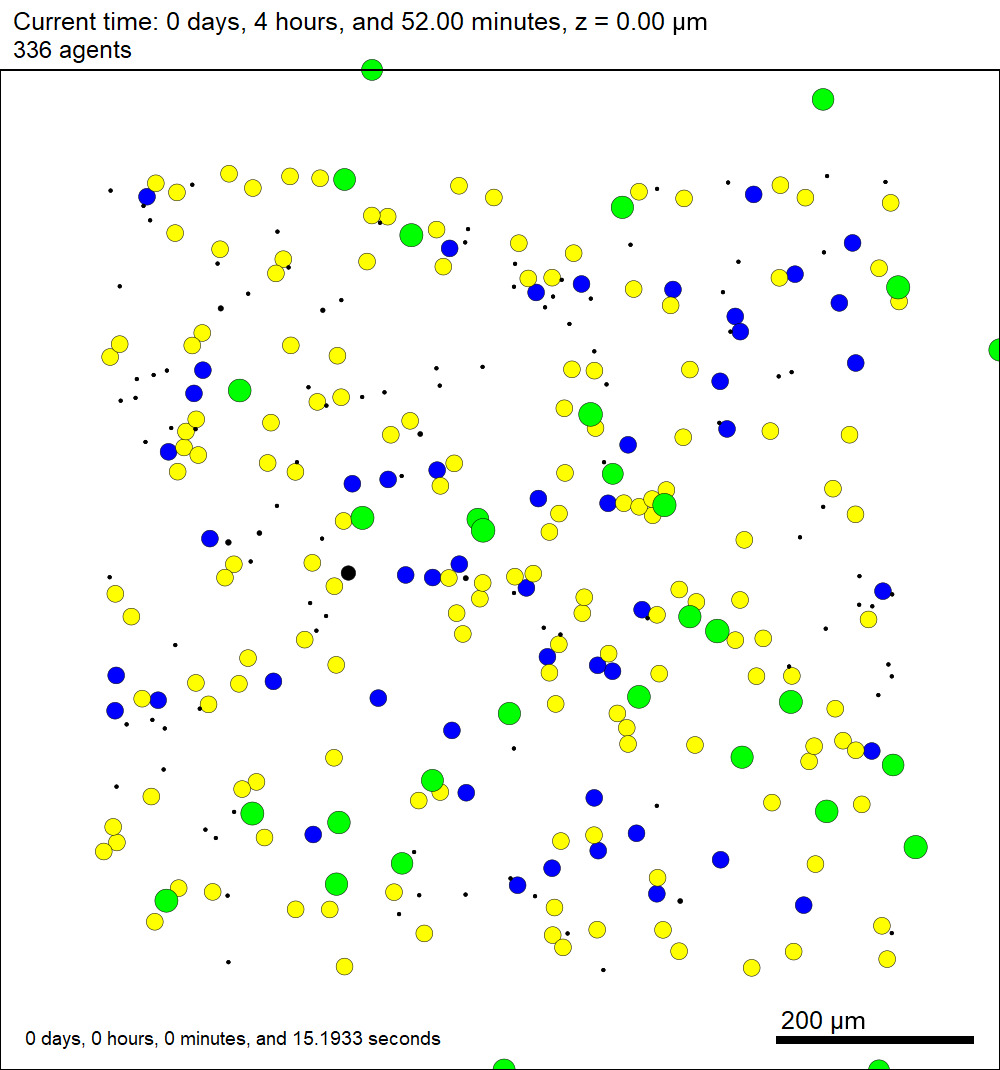 Current time: 0 days, 4 hours, and 52.00 minutes, z = 0.00 µm
336 agents
200 µm
0 days, 0 hours, 0 minutes, and 15.1933 seconds